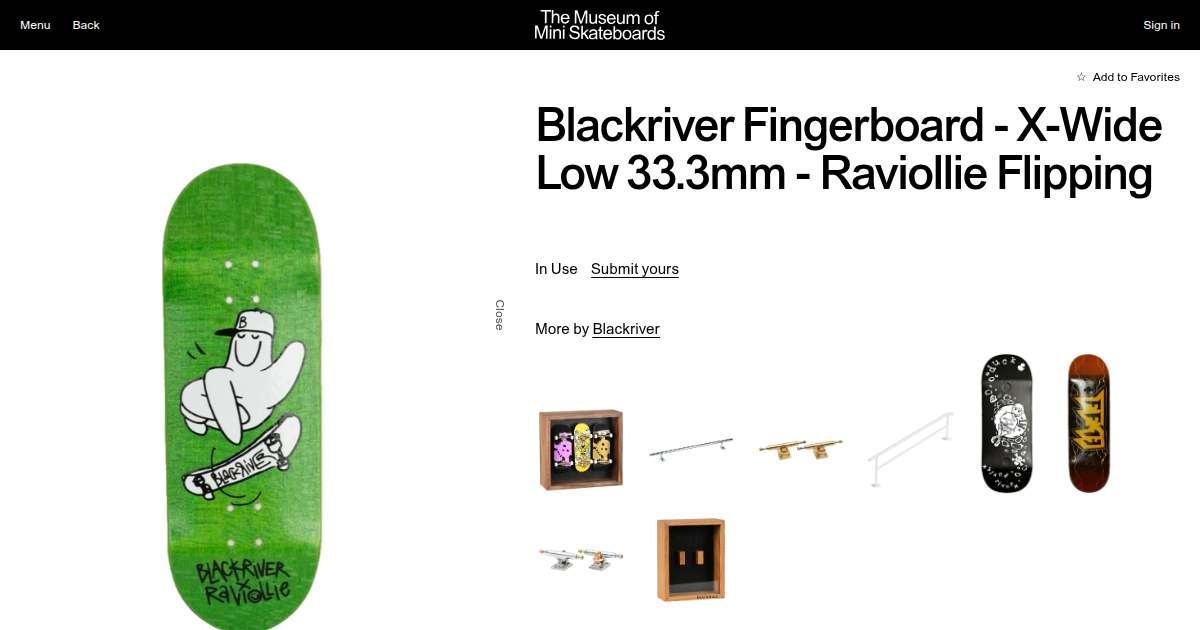 Menu
Back
The Museum of
Mini Skateboards
Sign in
☆ Add to Favorites
Blackriver Fingerboard - X-Wide
Low 33.3mm - Raviollie Flipping
In Use
Submit yours
Close
More by Blackriver
B
BLACKRIVER
BLACKRIVER
X
RaViOLLiE